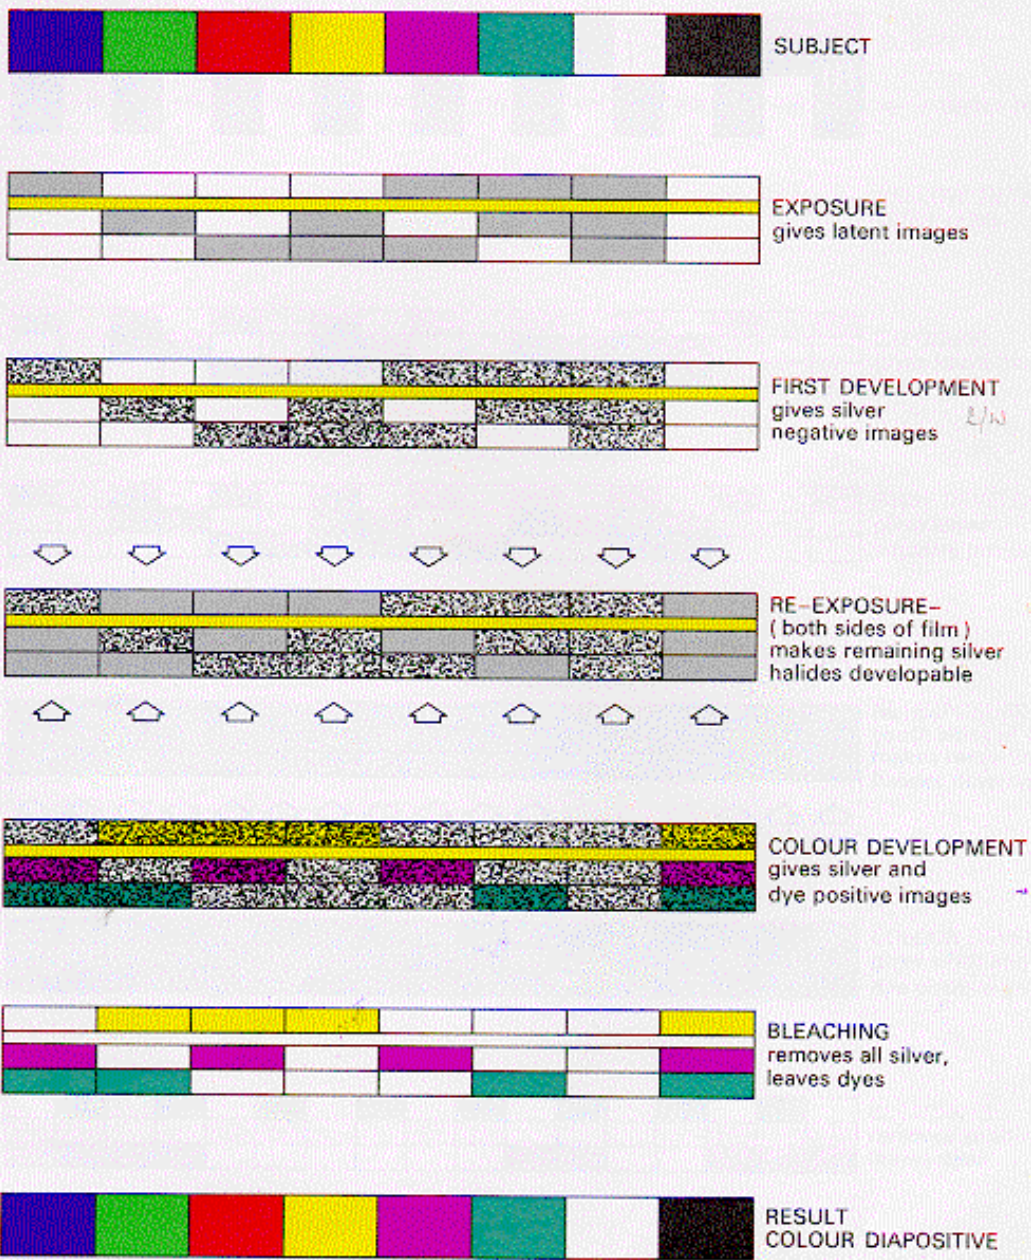 SUBJECT
EXPOSURE
gives latent images
FIRST DEVELOPMENT
gives silver
negative images
RE-EXPOSURE-
(both sides of film)
makes remaining silver
halides developable
COLOUR DEVELOPMENT
gives silver and
dye positive images
BLEACHING
removes all silver,
leaves dyes
RESULT
COLOUR DIAPOSITIVE